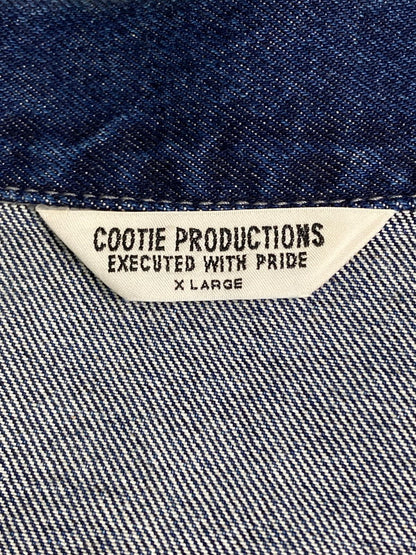 COOTIE PRODUCTIONS
EXECUTED WITH PRIDE
X LARGE